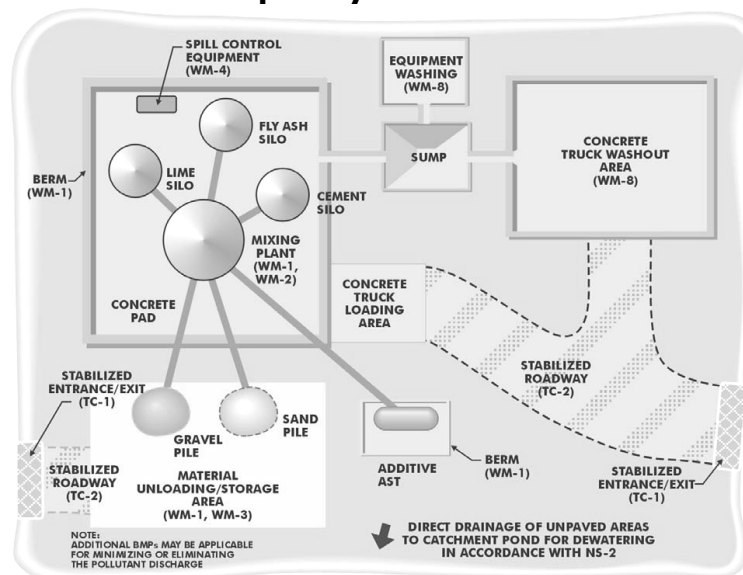 SPILL CONTROL
EQUIPMENT
(WM-4)
EQUIPMENT
WASHING
(WM-8)
FLY ASH
SILO
SUMP
CONCRETE
TRUCK WASHOUT
AREA
(WM-8)
BERM
(WM-1)
LIME
SILO
CEMENT
SILO
MIXING
PLANT
(WM-1,
WM-2)
CONCRETE
PAD
CONCRETE
TRUCK
LOADING
AREA
STABILIZED
ENTRANCE/EXIT
(TC-1)
STABILIZED
ROADWAY
(TC-2)
GRAVEL
PILE
SAND
PILE
STABILIZED
ROADWAY
(TC-2)
MATERIAL
UNLOADING/STORAGE
AREA
(WM-1, WM-3)
ADDITIVE
AST
BERM
(WM-1)
STABILIZED
ENTRANCE/EXIT
(TC-1)
NOTE:
ADDITIONAL BMPs MAY BE APPLICABLE
FOR MINIMIZING OR ELIMINATING
THE POLLUTANT DISCHARGE
DIRECT DRAINAGE OF UNPAVED AREAS
TO CATCHMENT POND FOR DEWATERING
IN ACCORDANCE WITH NS-2